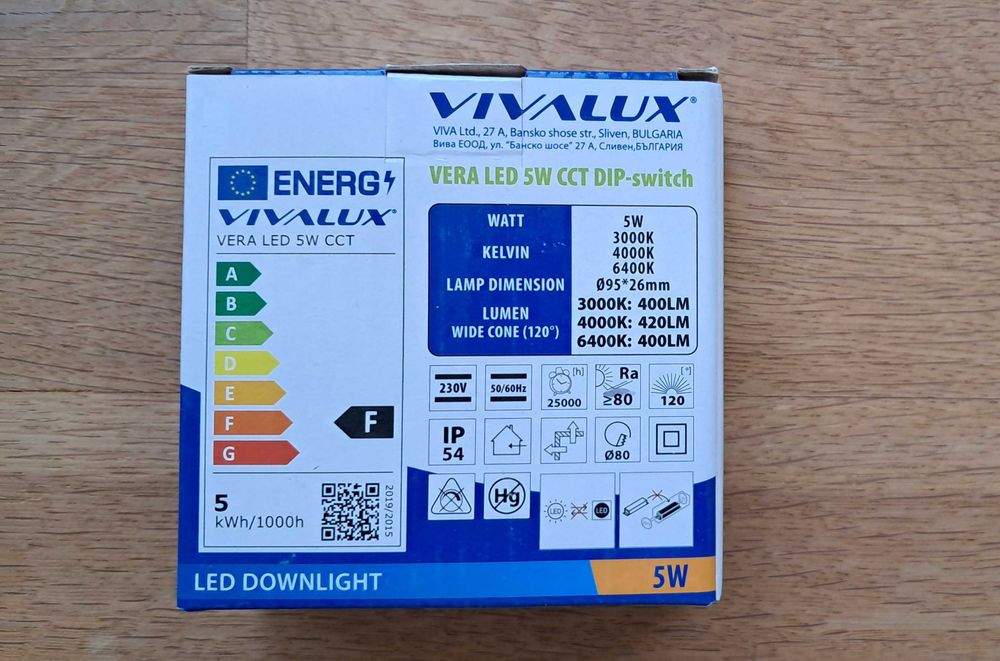 VIVALUX®
VIVA Ltd., 27 A, Bansko shose str., Sliven, BULGARIA
Вива ЕООД, ул. "Банско шосе" 27 А, Сливен,БЪЛГАРИЯ
VERA LED 5W CCT DIP-switch
ENERG
VIVALUX®
VERA LED 5W CCT
A
B
C
D
E
F
G
F
5
kWh/1000h
2019/2015
WATT 5W
KELVIN 3000K
4000K
6400K
LAMP DIMENSION Ø95*26mm
LUMEN
WIDE CONE (120°)
3000K: 400LM
4000K: 420LM
6400K: 400LM
230V
50/60Hz
[h]
25000
Ra
≥80
[°]
120
IP
54
Ø80
Hg
LED
LED
LED DOWNLIGHT
5W